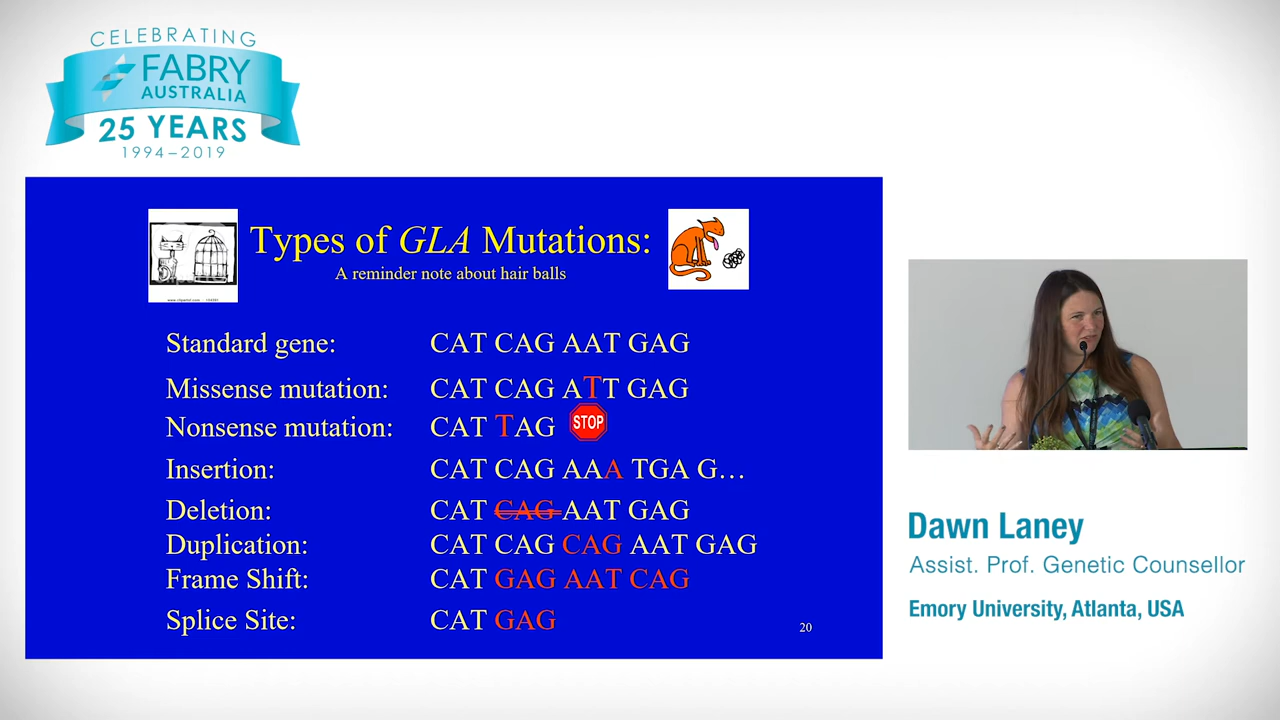 CELEBRATING
FABRY
AUSTRALIA
25 YEARS
1994–2019
Types of GLA Mutations:
A reminder note about hair balls
Standard gene: CAT CAG AAT GAG
Missense mutation: CAT CAG ATT GAG
Nonsense mutation: CAT TAG STOP
Insertion: CAT CAG AAA TGA G...
Deletion: CAT CAG AAT GAG
Duplication: CAT CAG CAG AAT GAG
Frame Shift: CAT GAG AAT CAG
Splice Site: CAT GAG
20
Dawn Laney
Assist. Prof. Genetic Counsellor
Emory University, Atlanta, USA